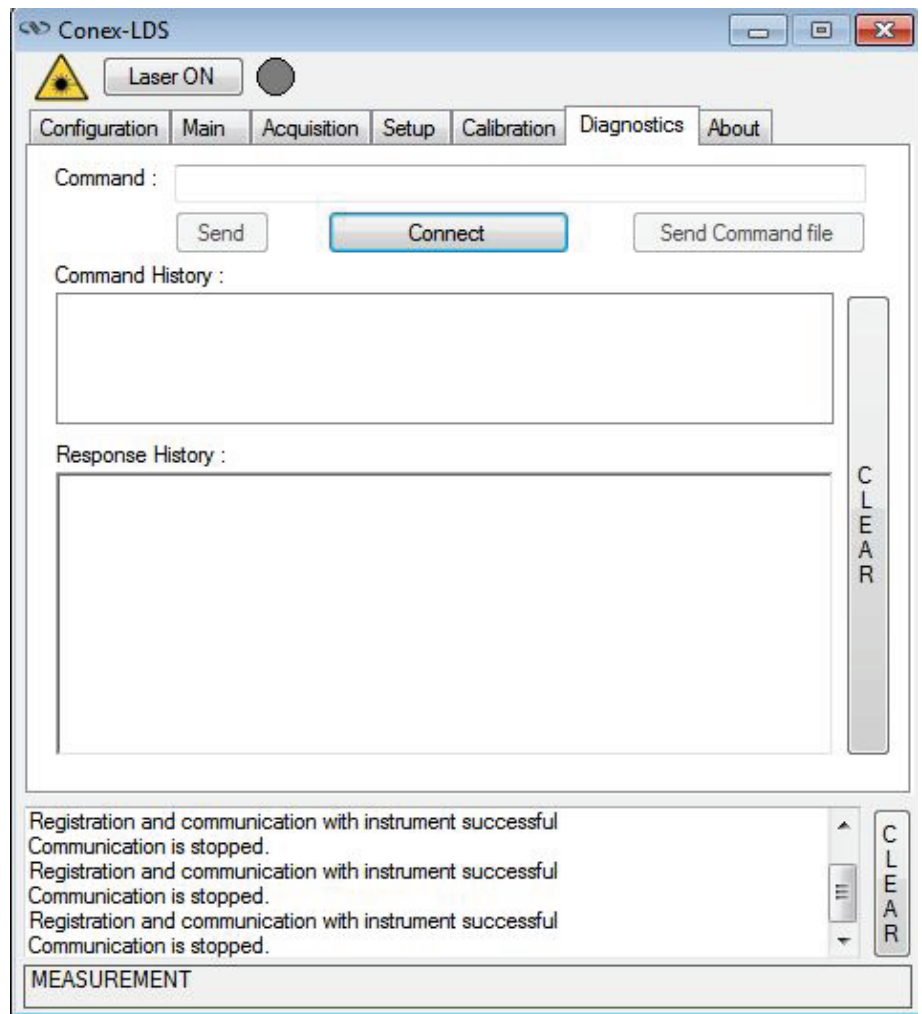 Conex-LDS
Laser ON
Configuration Main Acquisition Setup Calibration Diagnostics About
Command :
Send Connect Send Command file
Command History :
Response History :
CLEAR
Registration and communication with instrument successful
Communication is stopped.
Registration and communication with instrument successful
Communication is stopped.
Registration and communication with instrument successful
Communication is stopped.
CLEAR
MEASUREMENT